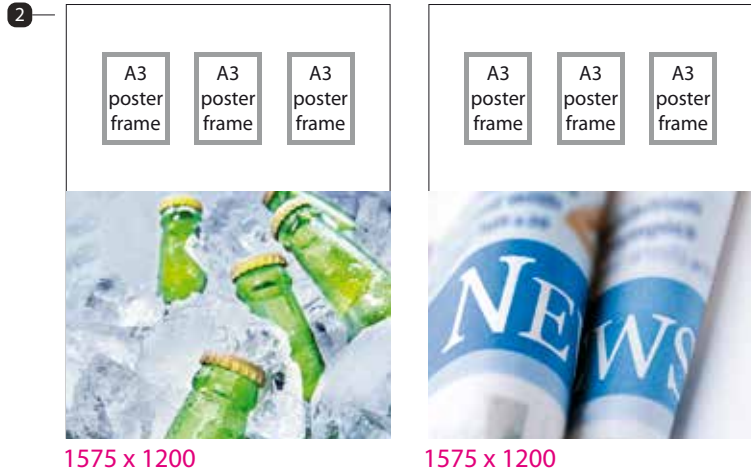 2
A3
poster
frame
A3
poster
frame
A3
poster
frame
A3
poster
frame
A3
poster
frame
A3
poster
frame
NEWS
1575 x 1200
1575 x 1200